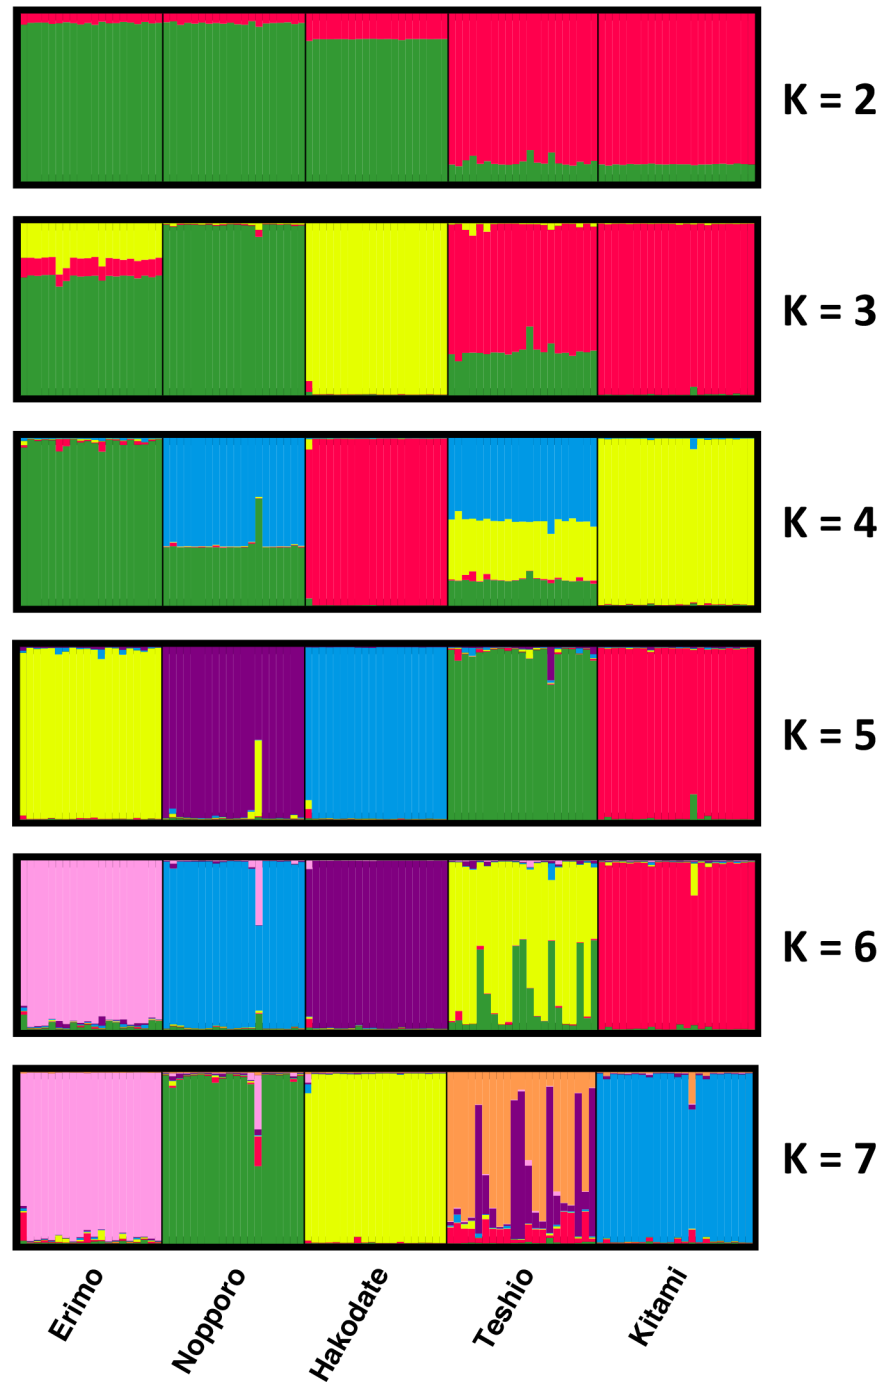 K = 2
K = 3
K = 4
K = 5
K = 6
K = 7
Erimo
Nopporo
Hakodate
Teshio
Kitami